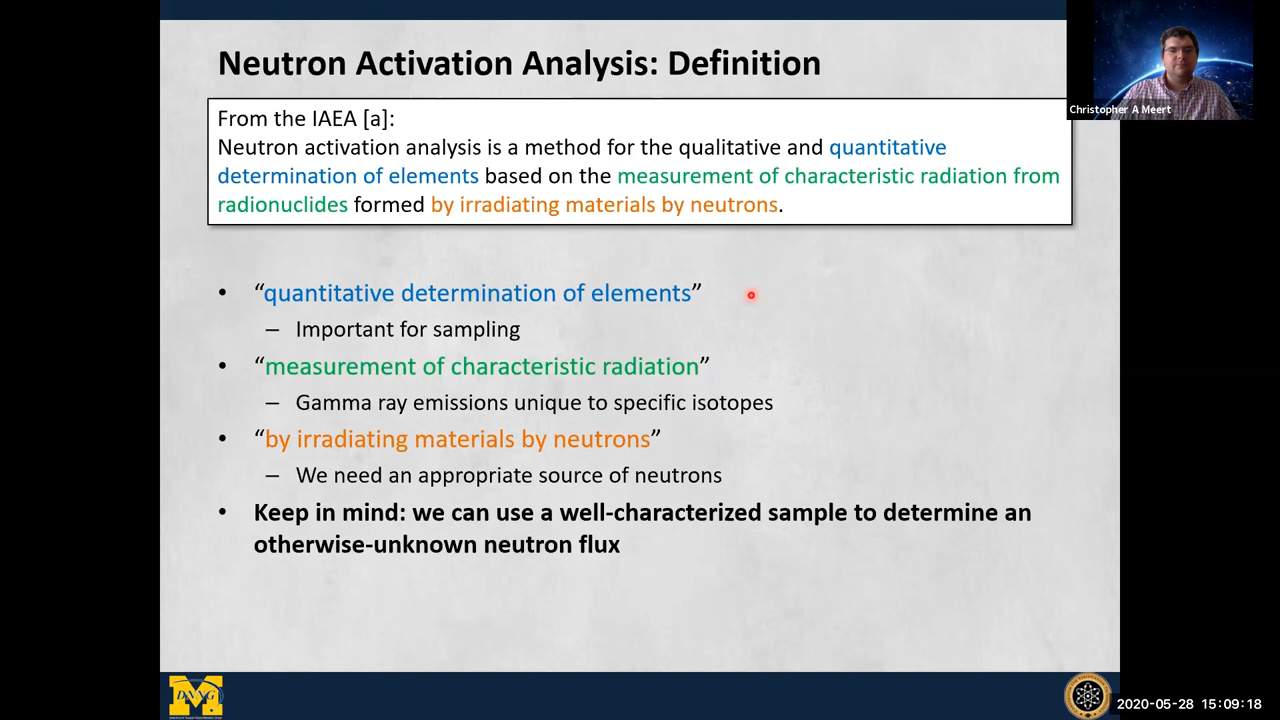 Neutron Activation Analysis: Definition
Christopher A Meert
From the IAEA [a]:
Neutron activation analysis is a method for the qualitative and quantitative
determination of elements based on the measurement of characteristic radiation from
radionuclides formed by irradiating materials by neutrons.
• “quantitative determination of elements”
– Important for sampling
• “measurement of characteristic radiation”
– Gamma ray emissions unique to specific isotopes
• “by irradiating materials by neutrons”
– We need an appropriate source of neutrons
• Keep in mind: we can use a well-characterized sample to determine an
otherwise-unknown neutron flux
M
DNNG
2020-05-28 15:09:18